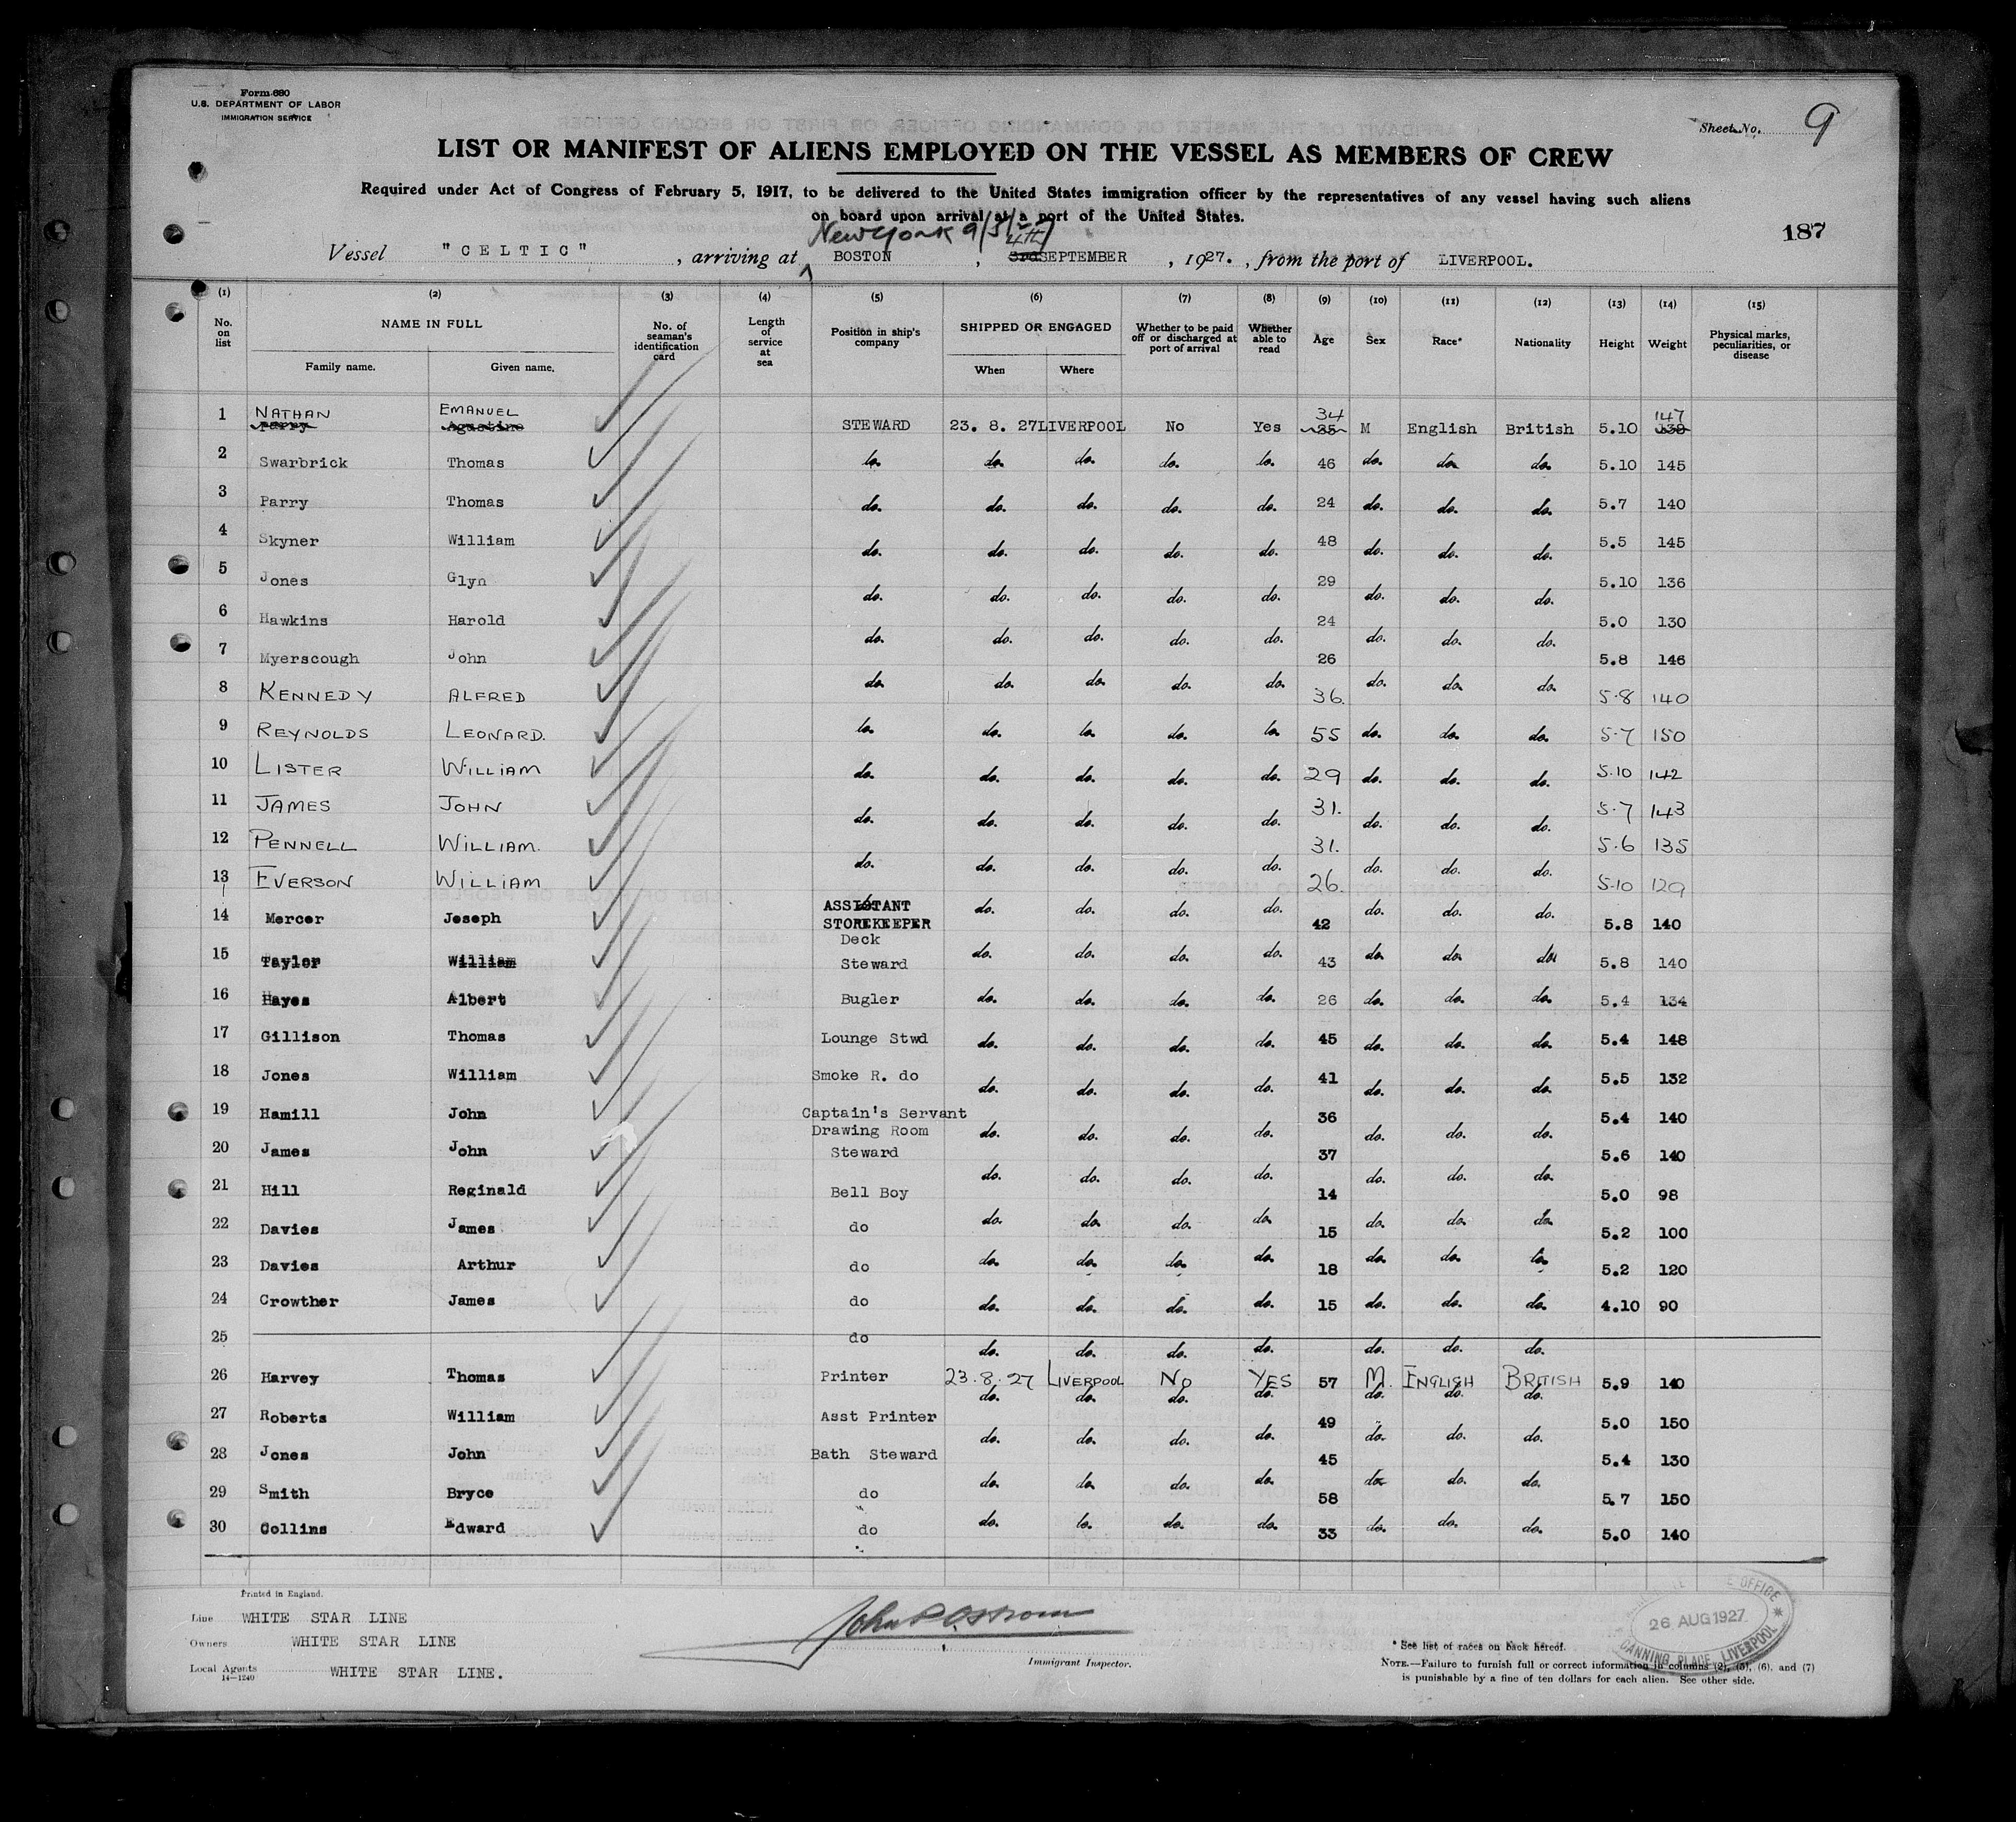 Form 680
U.S. DEPARTMENT OF LABOR
IMMIGRATION SERVICE
Sheet No. 9
LIST OR MANIFEST OF ALIENS EMPLOYED ON THE VESSEL AS MEMBERS OF CREW
Required under Act of Congress of February 5, 1917, to be delivered to the United States immigration officer by the representatives of any vessel having such aliens
on board upon arrival at a port of the United States.
187
New York 9/5/27
4th
Vessel "CELTIC", arriving at BOSTON, 3rd SEPTEMBER, 1927., from the port of LIVERPOOL.
(1) (2) (3) (4) (5) (6) (7) (8) (9) (10) (11) (12) (13) (14) (15)
No. on list NAME IN FULL Family name. Given name. No. of seaman's identification card Length of service at sea Position in ship's company SHIPPED OR ENGAGED When Where Whether to be paid off or discharged at port of arrival Whether able to read Age Sex Race* Nationality Height Weight Physical marks, peculiarities, or disease
NATHAN EMANUEL 34 147
1 Parry Agustine STEWARD 23. 8. 27 LIVERPOOL No Yes 35 M English British 5.10 130
2 Swarbrick Thomas do. do. do. do. do. 46 do. do. do. 5.10 145
3 Parry Thomas do. do. do. do. do. 24 do. do. do. 5.7 140
4 Skyner William do. do. do. do. do. 48 do. do. do. 5.5 145
5 Jones Glyn do. do. do. do. do. 29 do. do. do. 5.10 136
6 Hawkins Harold do. do. do. do. do. 24 do. do. do. 5.0 130
7 Myerscough John do. do. do. do. do. 26 do. do. do. 5.8 146
8 KENNEDY ALFRED do. do. do. do. do. 36. do. do. do. 5.8 140
9 REYNOLDS LEONARD. do. do. do. do. do. 55 do. do. do. 5.7 150
10 LISTER WILLIAM do. do. do. do. do. 29 do. do. do. 5.10 142
11 JAMES JOHN do. do. do. do. do. 31. do. do. do. 5.7 143
12 PENNELL WILLIAM. do. do. do. do. do. 31. do. do. do. 5.6 135
13 EVERSON WILLIAM do. do. do. do. do. 26. do. do. do. 5.10 129
14 Mercer Joseph ASSISTANT STOREKEEPER do. do. do. do. 42 do. do. do. 5.8 140
15 Taylor William Deck Steward do. do. do. do. 43 do. do. do. 5.8 140
16 Hayes Albert Bugler do. do. do. do. 26 do. do. do. 5.4 134
17 Gillison Thomas Lounge Stwd do. do. do. do. 45 do. do. do. 5.4 148
18 Jones William Smoke R. do do. do. do. do. 41 do. do. do. 5.5 132
19 Hamill John Captain's Servant do. do. do. do. 36 do. do. do. 5.4 140
20 James John Drawing Room Steward do. do. do. do. 37 do. do. do. 5.6 140
21 Hill Reginald Bell Boy do. do. do. do. 14 do. do. do. 5.0 98
22 Davies James do do. do. do. do. 15 do. do. do. 5.2 100
23 Davies Arthur do do. do. do. do. 18 do. do. do. 5.2 120
24 Crowther James do do. do. do. do. 15 do. do. do. 4.10 90
25 do
26 Harvey Thomas Printer 23.8.27 LIVERPOOL No YES 57 M. ENGLISH BRITISH 5.9 140
27 Roberts William Asst Printer do. do. do. do. 49 do. do. do. 5.0 150
28 Jones John Bath Steward do. do. do. do. 45 do. do. do. 5.4 130
29 Smith Bryce do do. do. do. do. 58 do. do. do. 5.7 150
30 Collins Edward do do. do. do. do. 33 do. do. do. 5.0 140
Printed in England.
Line WHITE STAR LINE
Owners WHITE STAR LINE
Local Agents WHITE STAR LINE.
14-1240
Immigrant Inspector.
* See list of races on back hereof.
NOTE.—Failure to furnish full or correct information in columns (2), (5), (6), and (7)
is punishable by a fine of ten dollars for each alien. See other side.
OFFICE
26 AUG 1927
CANNING PLACE, LIVERPOOL